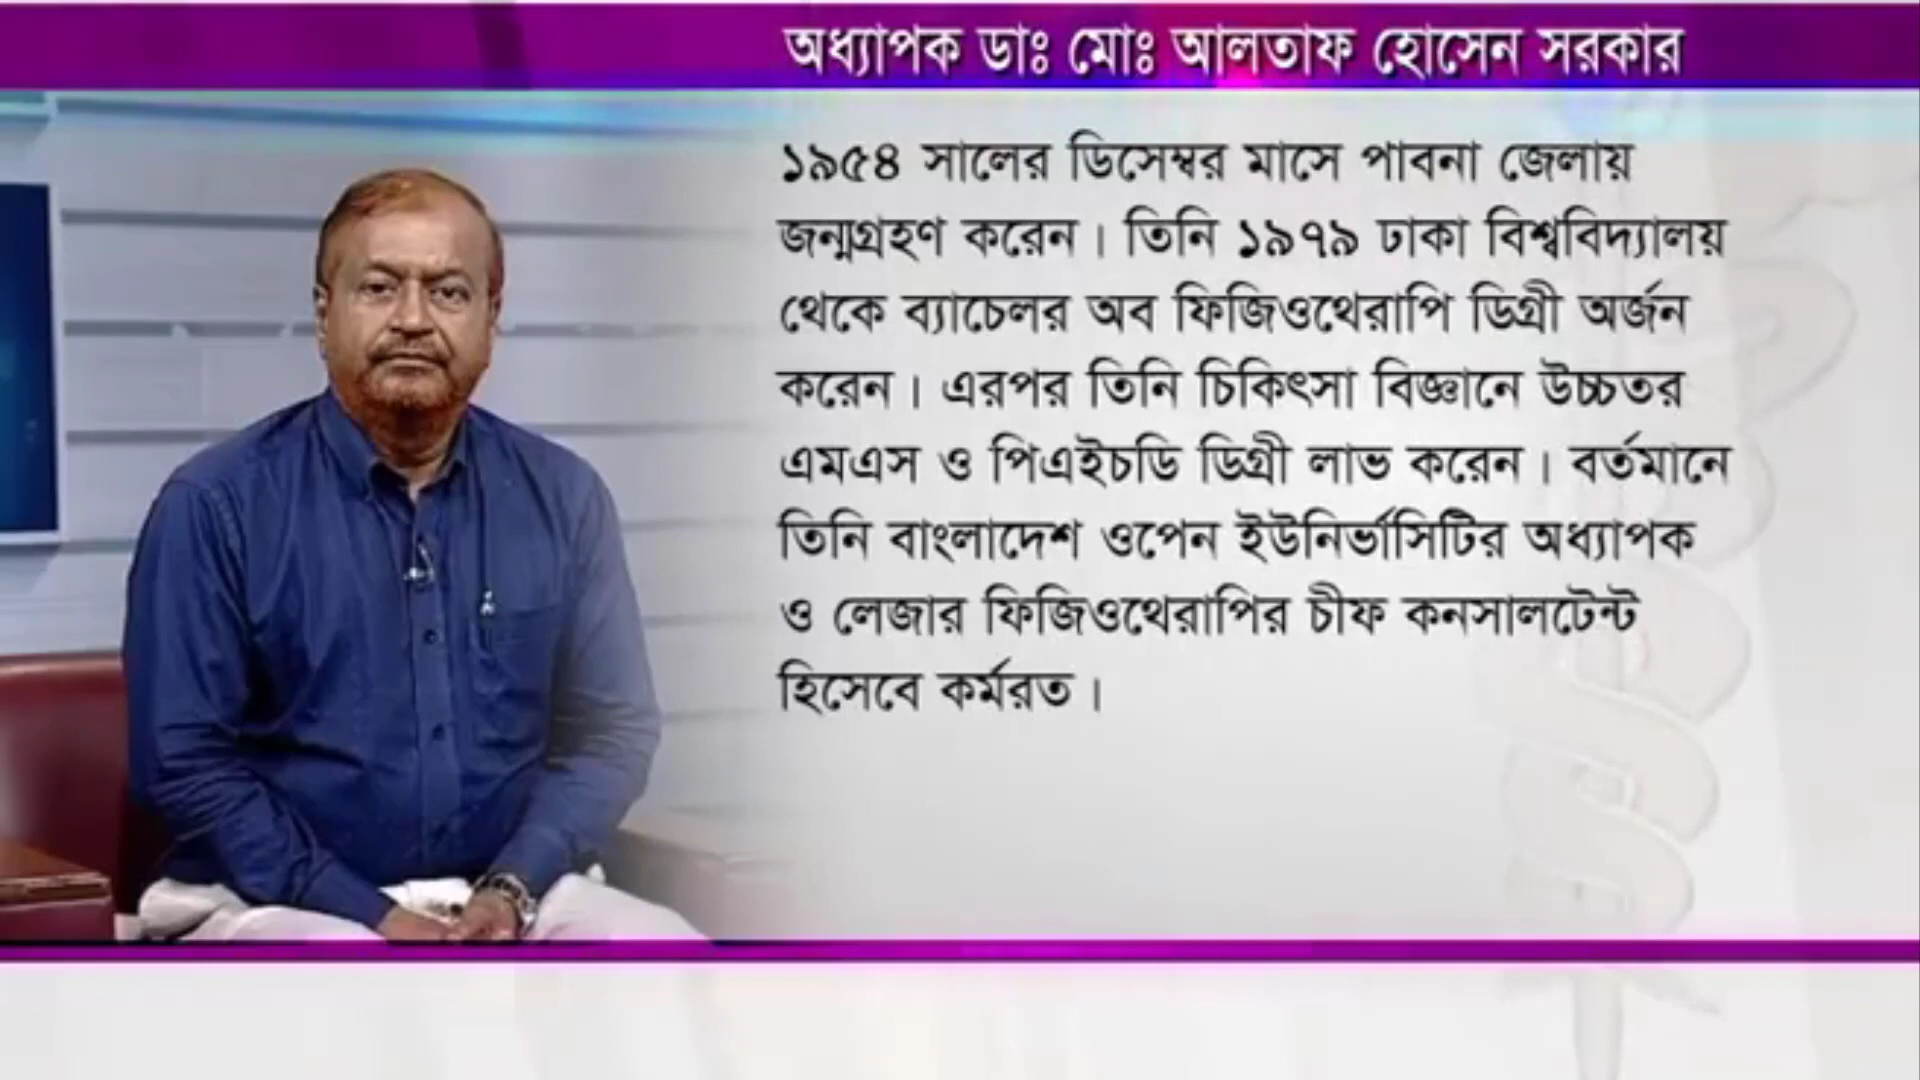 অধ্যাপক ডাঃ মোঃ আলতাফ হোসেন সরকার
১৯৫৪ সালের ডিসেম্বর মাসে পাবনা জেলায়
জন্মগ্রহণ করেন। তিনি ১৯৭৯ ঢাকা বিশ্ববিদ্যালয়
থেকে ব্যাচেলর অব ফিজিওথেরাপি ডিগ্রী অর্জন
করেন। এরপর তিনি চিকিৎসা বিজ্ঞানে উচ্চতর
এমএস ও পিএইচডি ডিগ্রী লাভ করেন। বর্তমানে
তিনি বাংলাদেশ ওপেন ইউনির্ভাসিটির অধ্যাপক
ও লেজার ফিজিওথেরাপির চীফ কনসালটেন্ট
হিসেবে কর্মরত।